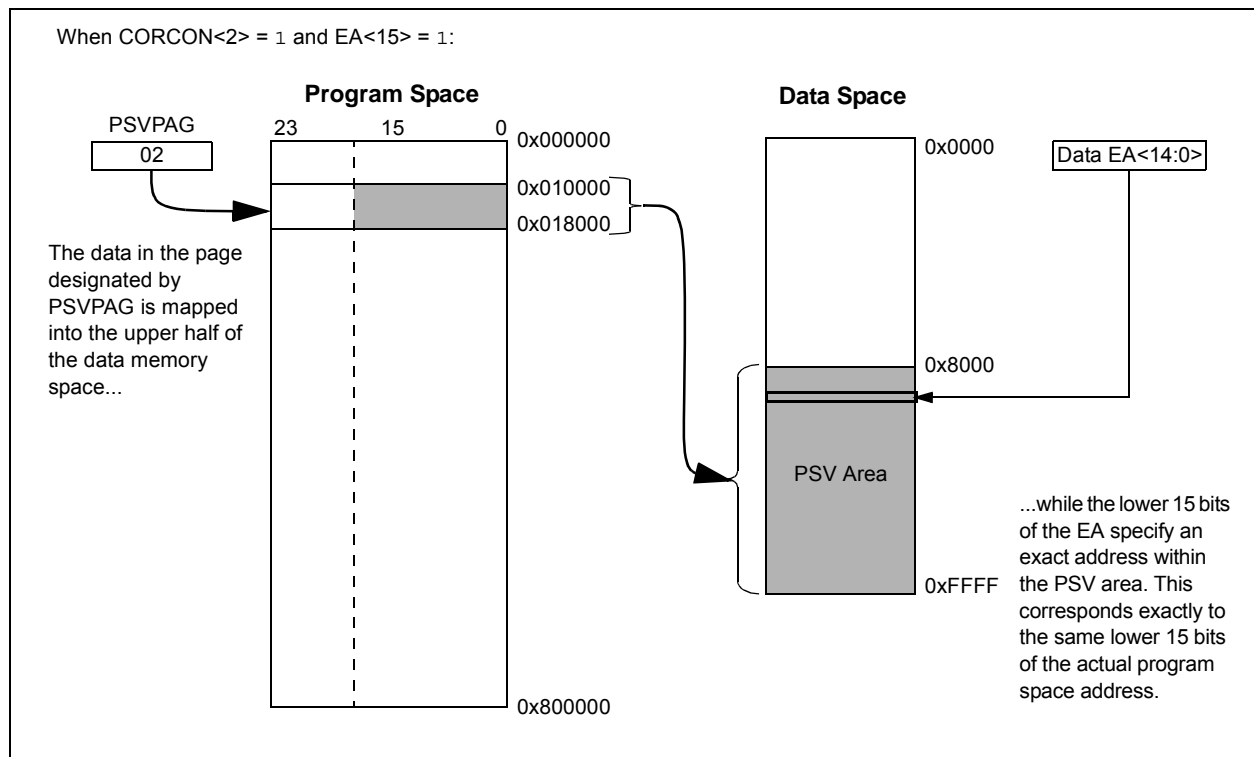 When CORCON<2> = 1 and EA<15> = 1:
Program Space
Data Space
PSVPAG
02
23 15 0
0x000000
0x010000
0x018000
0x800000
The data in the page
designated by
PSVPAG is mapped
into the upper half of
the data memory
space...
0x0000
Data EA<14:0>
0x8000
PSV Area
0xFFFF
...while the lower 15 bits
of the EA specify an
exact address within
the PSV area. This
corresponds exactly to
the same lower 15 bits
of the actual program
space address.